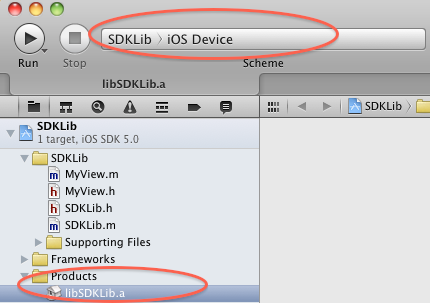 SDKLib 〉 iOS Device
Run
Stop
Scheme
libSDKLib.a
SDKLib
SDKLib
1 target, iOS SDK 5.0
SDKLib
MyView.m
MyView.h
SDKLib.h
SDKLib.m
Supporting Files
Frameworks
Products
libSDKLib.a